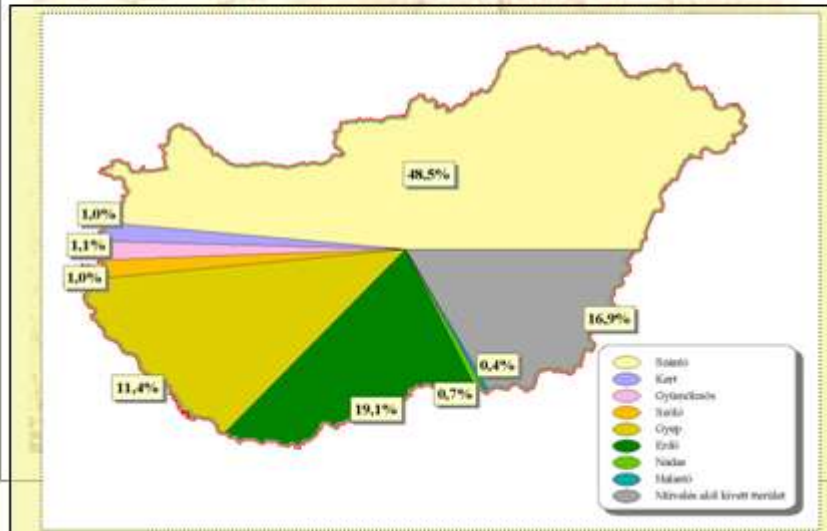 48,5%
1,0%
1,1%
1,0%
11,4%
19,1%
0,7%
0,4%
16,9%
Szántó
Kert
Gyümölcsös
Szőlő
Gyep
Erdő
Nádas
Halastó
Művelés alól kivett terület